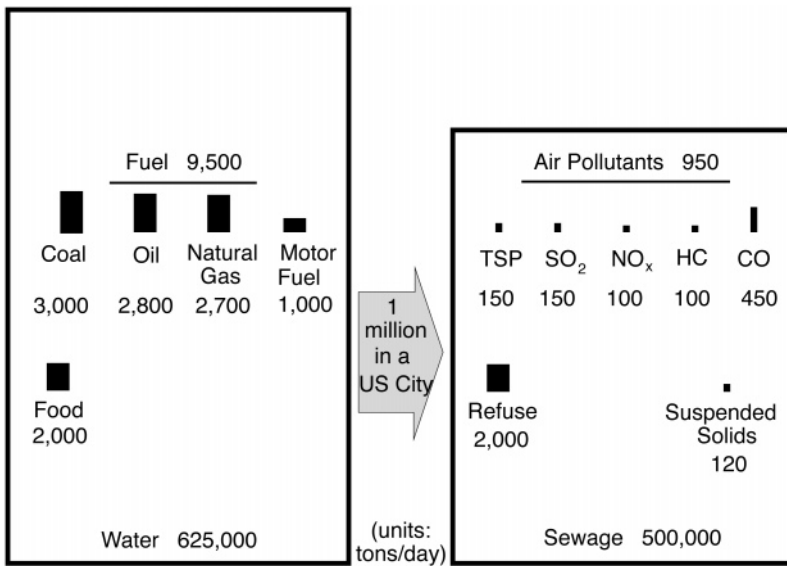 Fuel 9,500
Coal
Oil
Natural
Gas
Motor
Fuel
3,000
2,800
2,700
1,000
Food
2,000
Water 625,000
1
million
in a
US City
(units:
tons/day)
Air Pollutants 950
TSP
SO₂
NOₓ
HC
CO
150
150
100
100
450
Refuse
2,000
Suspended
Solids
120
Sewage 500,000